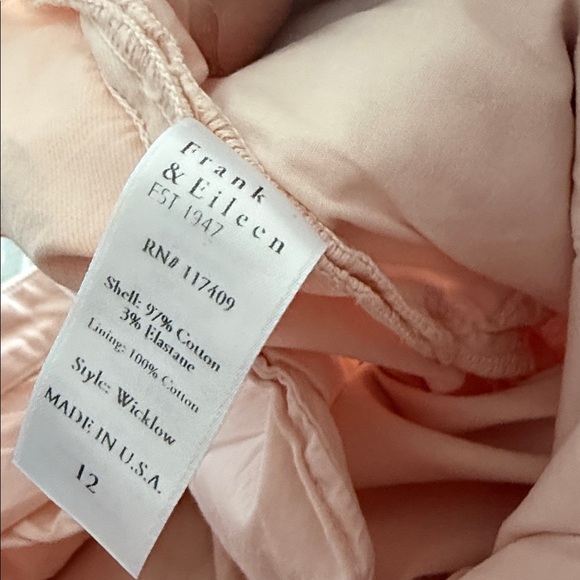 Frank
& Eileen
EST 1947
RN# 117409
Shell: 97% Cotton
3% Elastane
Lining: 100% Cotton
Style: Wicklow
MADE IN U.S.A.
12